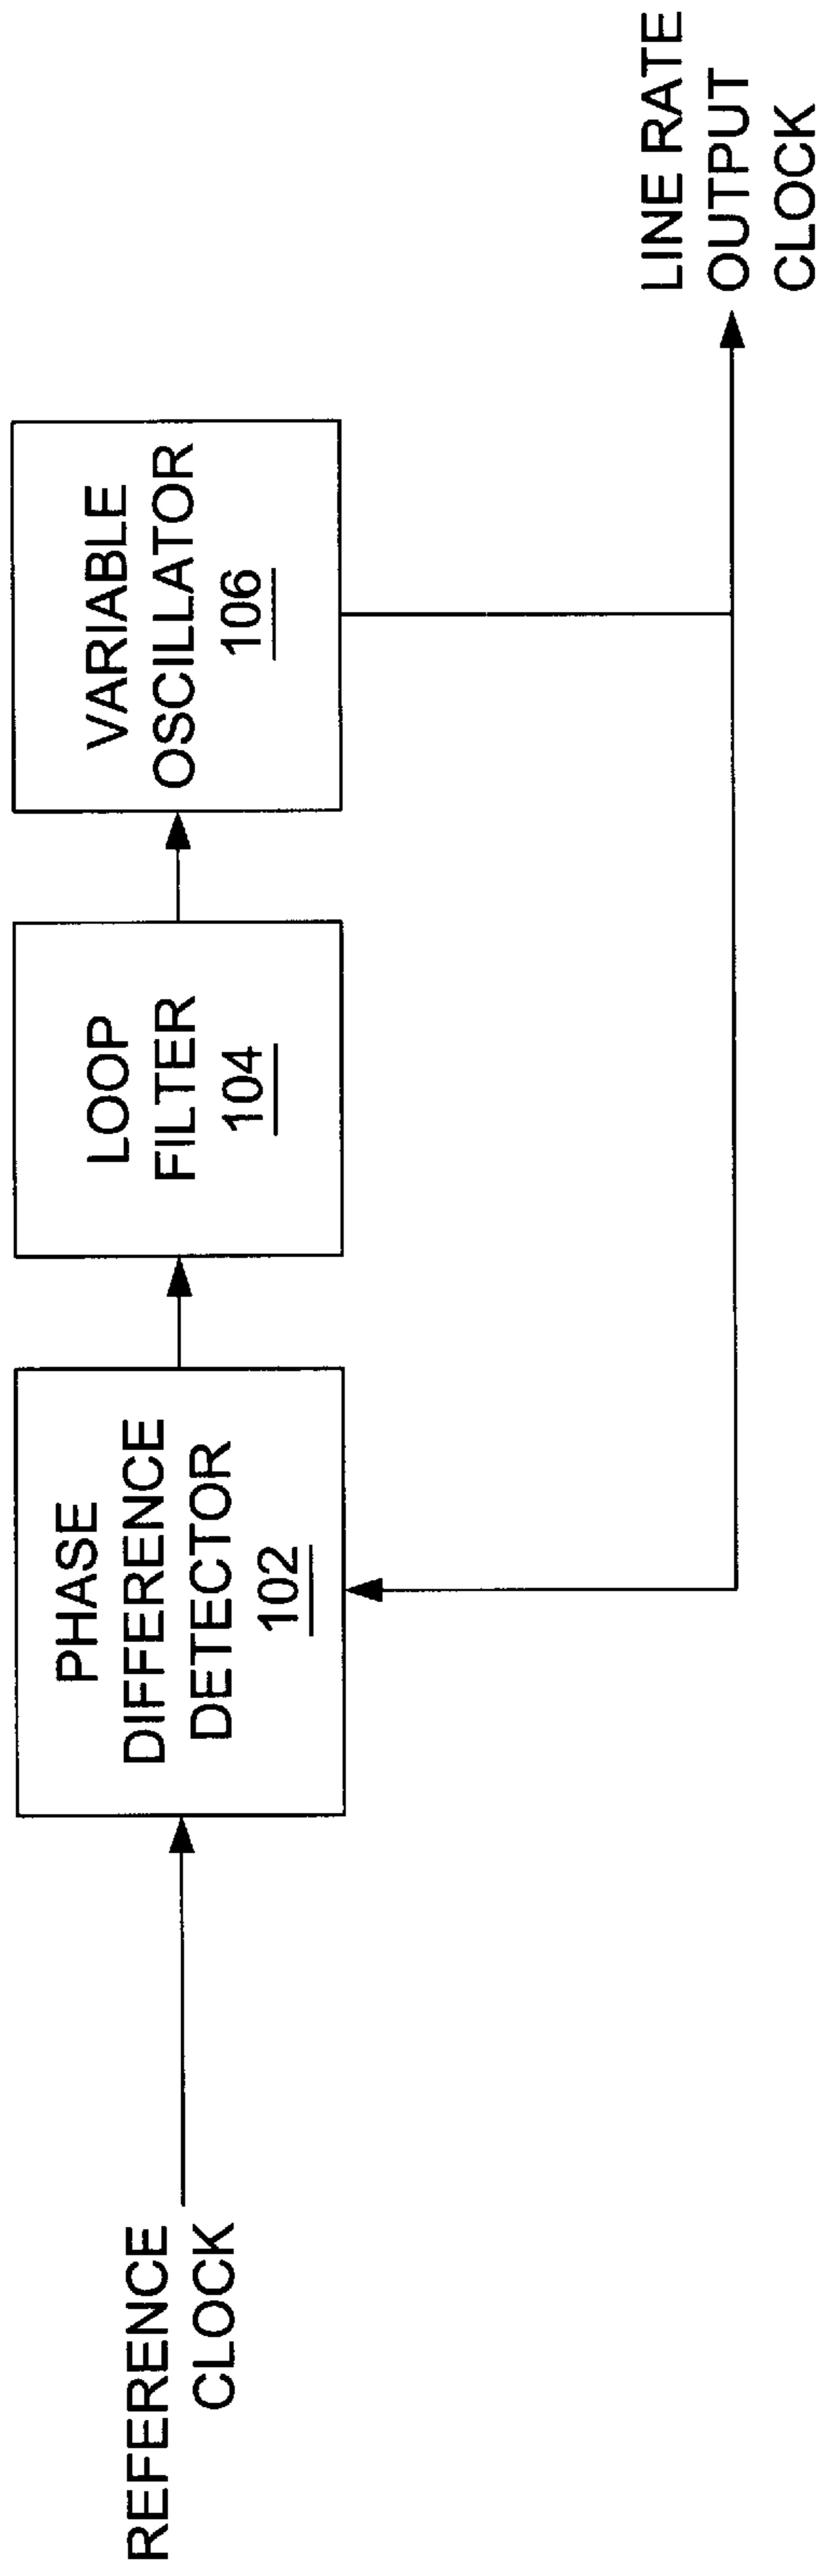 REFERENCE
CLOCK
PHASE
DIFFERENCE
DETECTOR
102
LOOP
FILTER
104
VARIABLE
OSCILLATOR
106
LINE RATE
OUTPUT
CLOCK